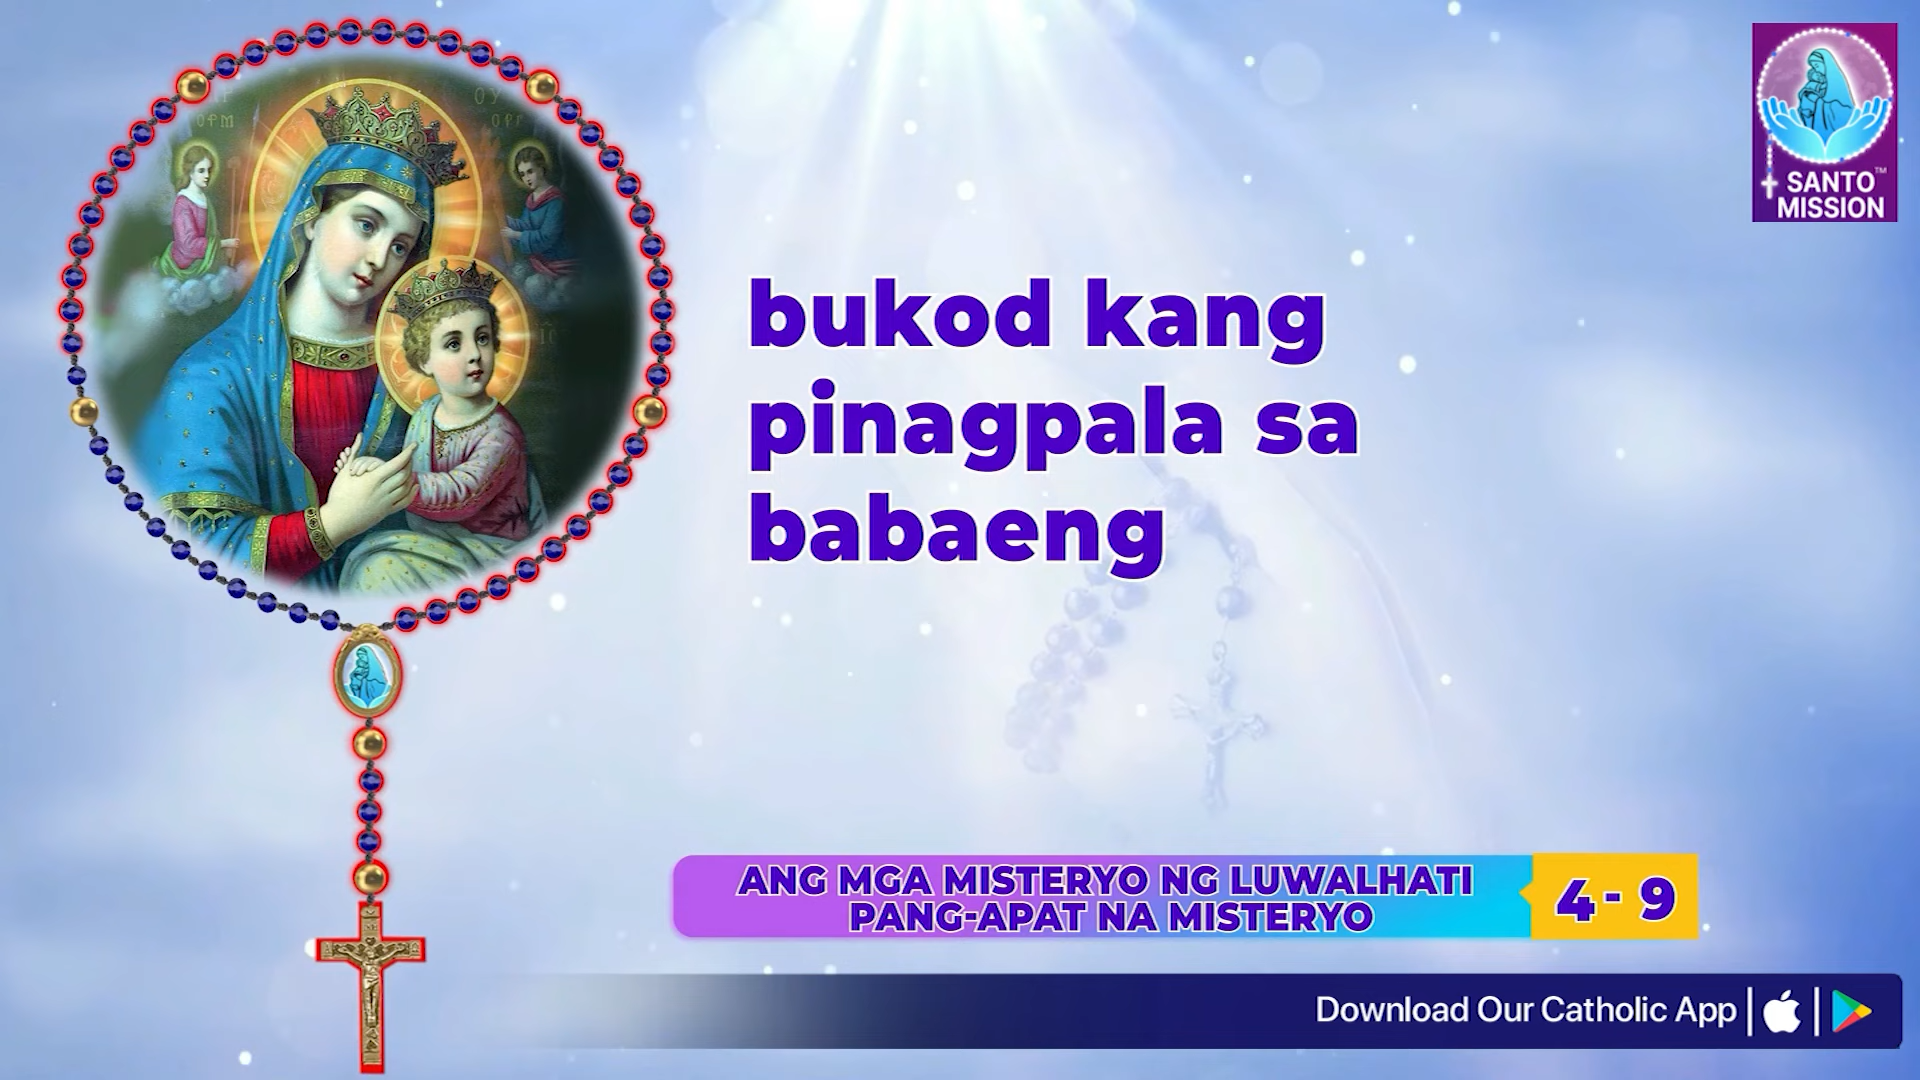 SANTO™
MISSION
bukod kang
pinagpala sa
babaeng
ANG MGA MISTERYO NG LUWALHATI
PANG-APAT NA MISTERYO
4 - 9
Download Our Catholic App